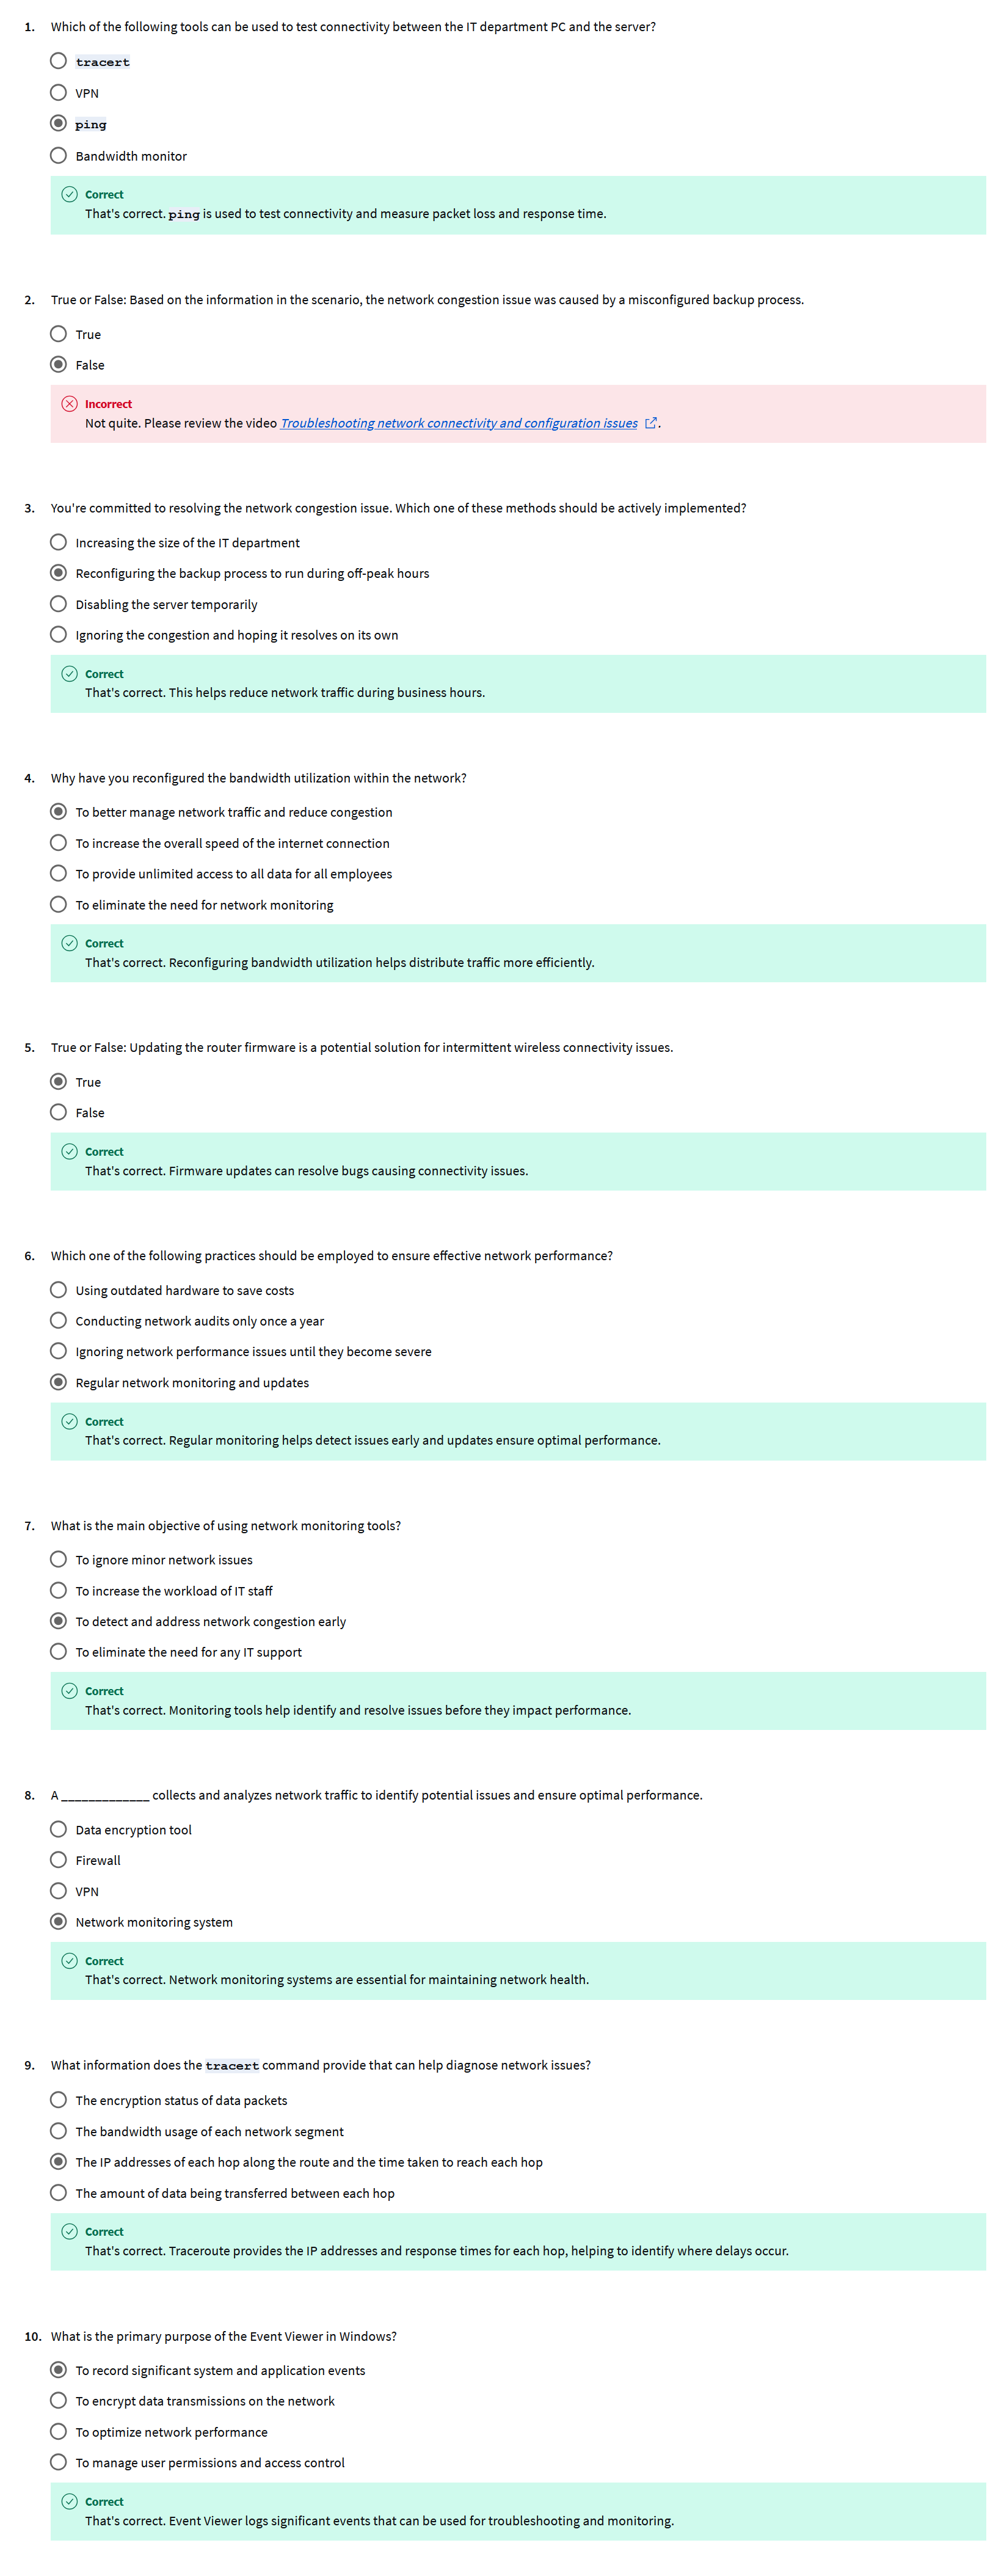 1. Which of the following tools can be used to test connectivity between the IT department PC and the server?
tracert
VPN
ping
Bandwidth monitor
Correct
That's correct. ping is used to test connectivity and measure packet loss and response time.
2. True or False: Based on the information in the scenario, the network congestion issue was caused by a misconfigured backup process.
True
False
Incorrect
Not quite. Please review the video Troubleshooting network connectivity and configuration issues .
3. You're committed to resolving the network congestion issue. Which one of these methods should be actively implemented?
Increasing the size of the IT department
Reconfiguring the backup process to run during off-peak hours
Disabling the server temporarily
Ignoring the congestion and hoping it resolves on its own
Correct
That's correct. This helps reduce network traffic during business hours.
4. Why have you reconfigured the bandwidth utilization within the network?
To better manage network traffic and reduce congestion
To increase the overall speed of the internet connection
To provide unlimited access to all data for all employees
To eliminate the need for network monitoring
Correct
That's correct. Reconfiguring bandwidth utilization helps distribute traffic more efficiently.
5. True or False: Updating the router firmware is a potential solution for intermittent wireless connectivity issues.
True
False
Correct
That's correct. Firmware updates can resolve bugs causing connectivity issues.
6. Which one of the following practices should be employed to ensure effective network performance?
Using outdated hardware to save costs
Conducting network audits only once a year
Ignoring network performance issues until they become severe
Regular network monitoring and updates
Correct
That's correct. Regular monitoring helps detect issues early and updates ensure optimal performance.
7. What is the main objective of using network monitoring tools?
To ignore minor network issues
To increase the workload of IT staff
To detect and address network congestion early
To eliminate the need for any IT support
Correct
That's correct. Monitoring tools help identify and resolve issues before they impact performance.
8. A _____________ collects and analyzes network traffic to identify potential issues and ensure optimal performance.
Data encryption tool
Firewall
VPN
Network monitoring system
Correct
That's correct. Network monitoring systems are essential for maintaining network health.
9. What information does the tracert command provide that can help diagnose network issues?
The encryption status of data packets
The bandwidth usage of each network segment
The IP addresses of each hop along the route and the time taken to reach each hop
The amount of data being transferred between each hop
Correct
That's correct. Traceroute provides the IP addresses and response times for each hop, helping to identify where delays occur.
10. What is the primary purpose of the Event Viewer in Windows?
To record significant system and application events
To encrypt data transmissions on the network
To optimize network performance
To manage user permissions and access control
Correct
That's correct. Event Viewer logs significant events that can be used for troubleshooting and monitoring.